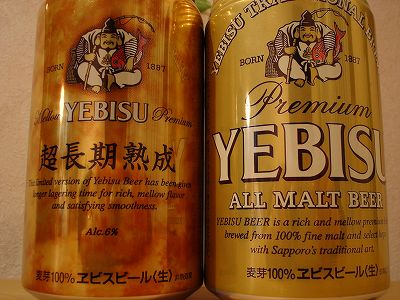 BORN 1887
Mellow YEBISU Premium
超長期熟成
The limited version of Yebisu Beer has been given
longer lagering time for rich, mellow flavor
and satisfying smoothness.
Alc.6%
麦芽100% ヱビスビール〈生〉
YEBISU TRADITIONAL
BORN 1887
Premium
YEBISU
ALL MALT BEER
YEBISU BEER is a rich and mellow premium
brewed from 100% fine malt and select
with Sapporo's traditional art.
麦芽100% ヱビスビール〈生〉